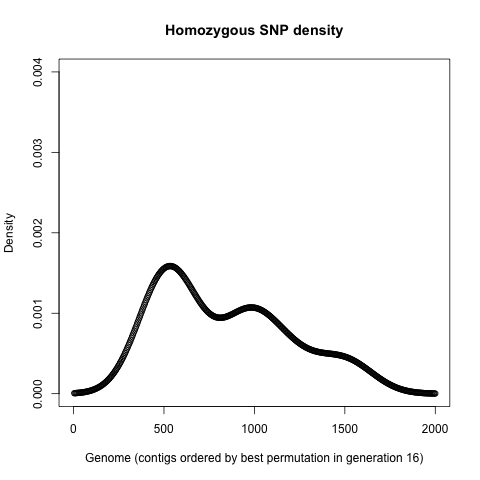 Homozygous SNP density
Density
0.004
0.003
0.002
0.001
0.000
0 500 1000 1500 2000
Genome (contigs ordered by best permutation in generation 16)